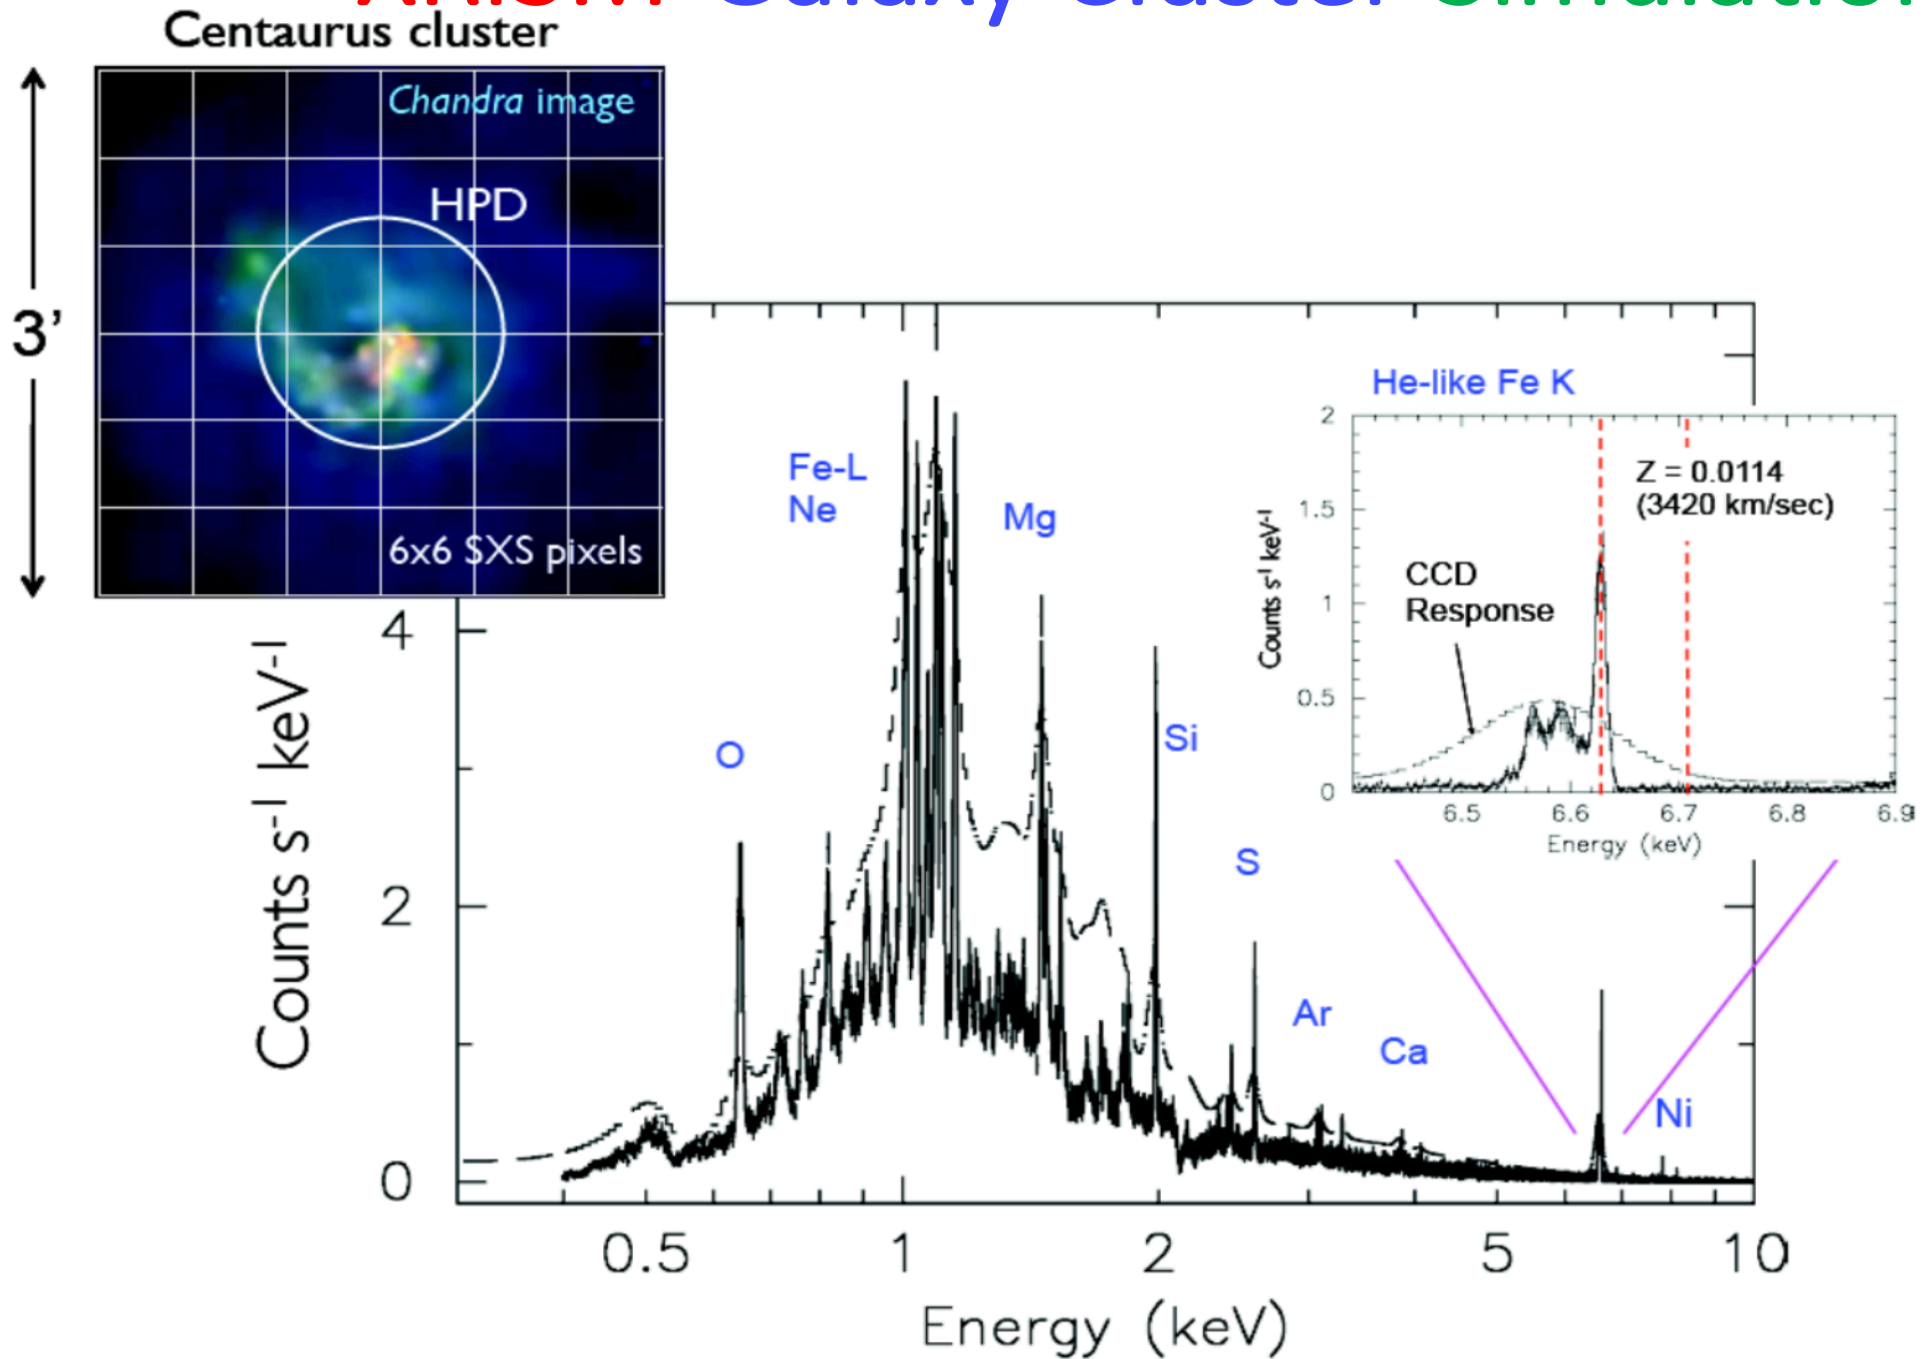 Galaxy Cluster
Centaurus cluster
Chandra image
HPD
3’
6x6 SXS pixels
He-like Fe K
2
1.5
1
0.5
0
Counts s⁻¹ keV⁻¹
Z = 0.0114
(3420 km/sec)
CCD
Response
6.5 6.6 6.7 6.8 6.9
Energy (keV)
Fe-L
Ne
Mg
O
Si
S
Ar
Ca
Ni
4
2
0
Counts s⁻¹ keV⁻¹
0.5 1 2 5 10
Energy (keV)